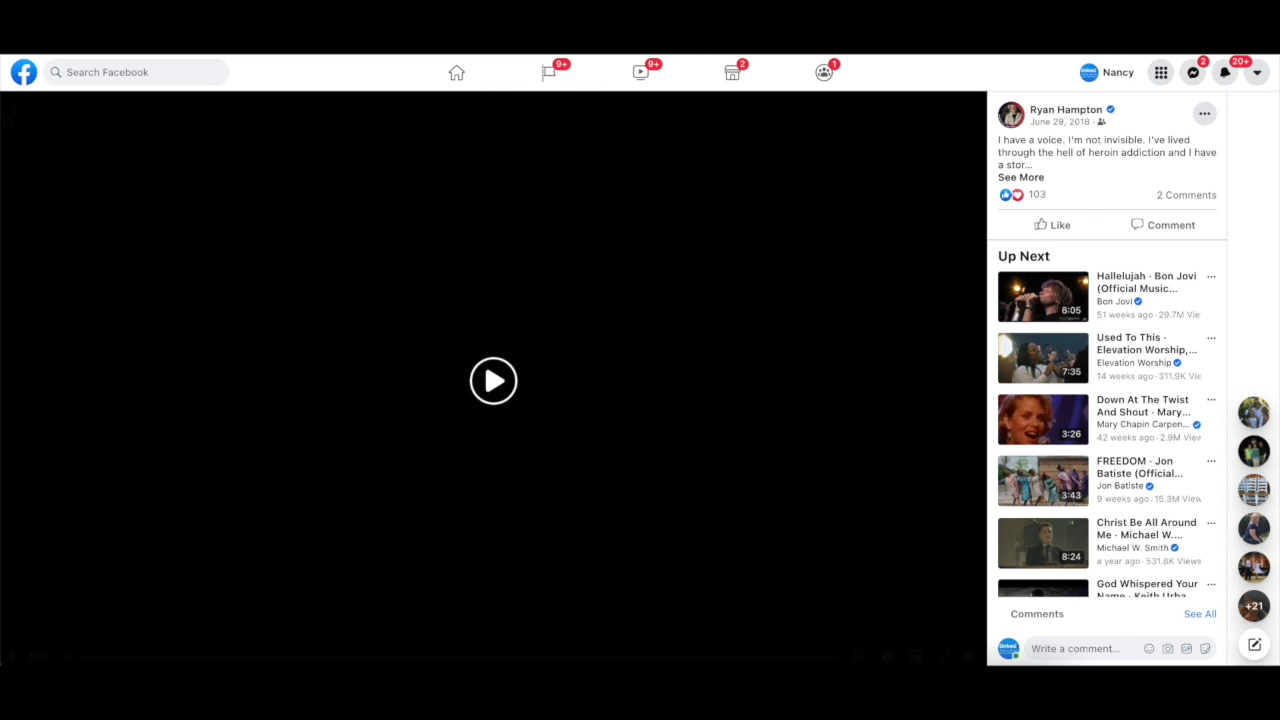 Search Facebook
9+
9+
2
1
Nancy
2
20+
Ryan Hampton
June 29, 2018 ·
I have a voice. I'm not invisible. I've lived
through the hell of heroin addiction and I have
a stor...
See More
103
2 Comments
Like
Comment
Up Next
Hallelujah · Bon Jovi
(Official Music...
Bon Jovi
51 weeks ago · 29.7M Vie
6:05
Used To This ·
Elevation Worship,...
Elevation Worship
14 weeks ago · 311.9K Vie
7:35
Down At The Twist
And Shout · Mary...
Mary Chapin Carpen...
42 weeks ago · 2.9M View
3:26
FREEDOM · Jon
Batiste (Official...
Jon Batiste
9 weeks ago · 15.3M View
3:43
Christ Be All Around
Me · Michael W....
Michael W. Smith
a year ago · 531.8K Views
8:24
God Whispered Your
Name · Keith Urba
+21
Comments
See All
Write a comment...
GIF